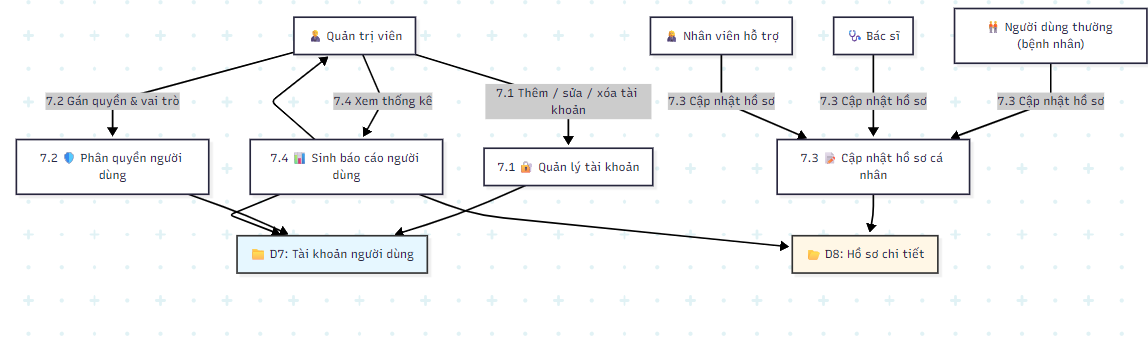 Quản trị viên
Nhân viên hỗ trợ
Bác sĩ
Người dùng thường
(bệnh nhân)
7.2 Gán quyền & vai trò
7.4 Xem thống kê
7.1 Thêm / sửa / xóa tài
khoản
7.3 Cập nhật hồ sơ
7.3 Cập nhật hồ sơ
7.3 Cập nhật hồ sơ
7.2 Phân quyền người
dùng
7.4 Sinh báo cáo người
dùng
7.1 Quản lý tài khoản
7.3 Cập nhật hồ sơ cá
nhân
D7: Tài khoản người dùng
D8: Hồ sơ chi tiết